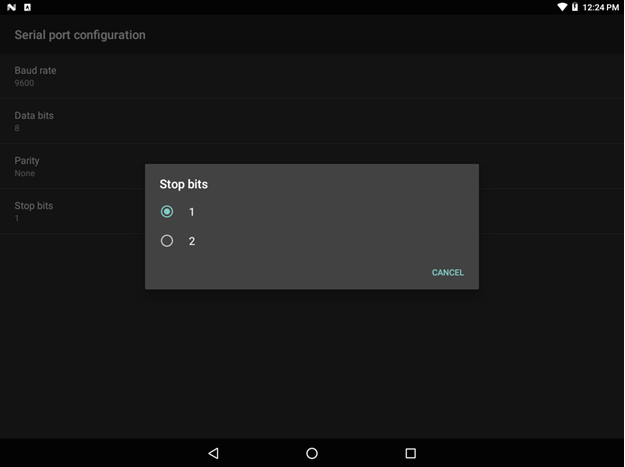 12:24 PM
Serial port configuration
Baud rate
9600
Data bits
8
Parity
None
Stop bits
1
Stop bits
1
2
CANCEL